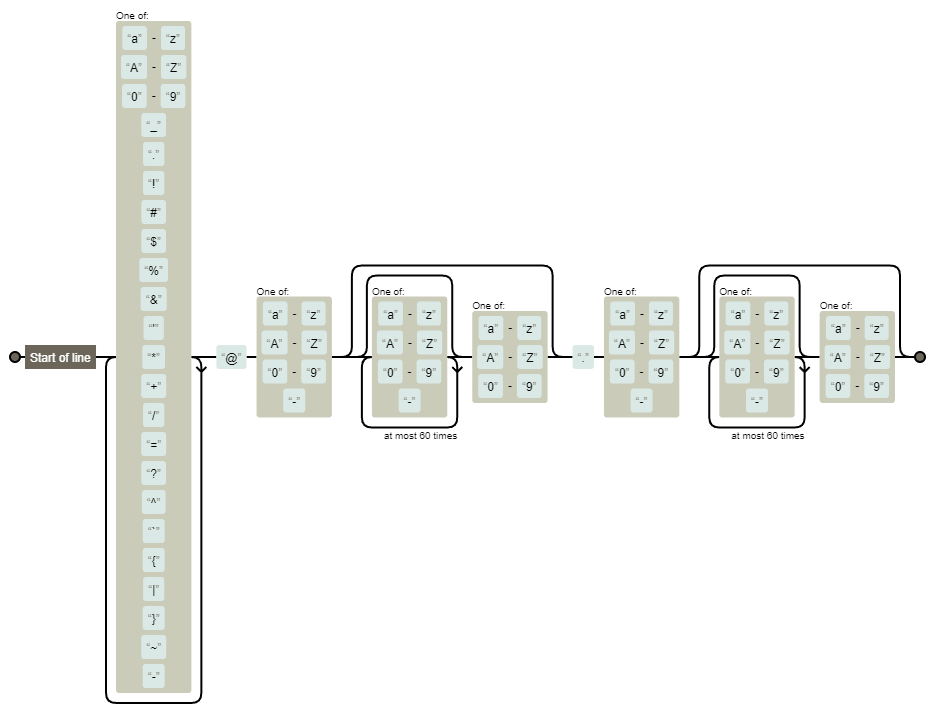 One of:
“a” - “z”
“A” - “Z”
“0” - “9”
“_”
“.”
“!”
“#”
“$”
“%”
“&”
“'”
“*”
“+”
“/”
“=”
“?”
“^”
“`”
“{”
“|”
“}”
“~”
“-”
Start of line
“@”
One of:
“a” - “z”
“A” - “Z”
“0” - “9”
“-”
One of:
“a” - “z”
“A” - “Z”
“0” - “9”
“-”
at most 60 times
One of:
“a” - “z”
“A” - “Z”
“0” - “9”
“.”
One of:
“a” - “z”
“A” - “Z”
“0” - “9”
“-”
One of:
“a” - “z”
“A” - “Z”
“0” - “9”
“-”
at most 60 times
One of:
“a” - “z”
“A” - “Z”
“0” - “9”